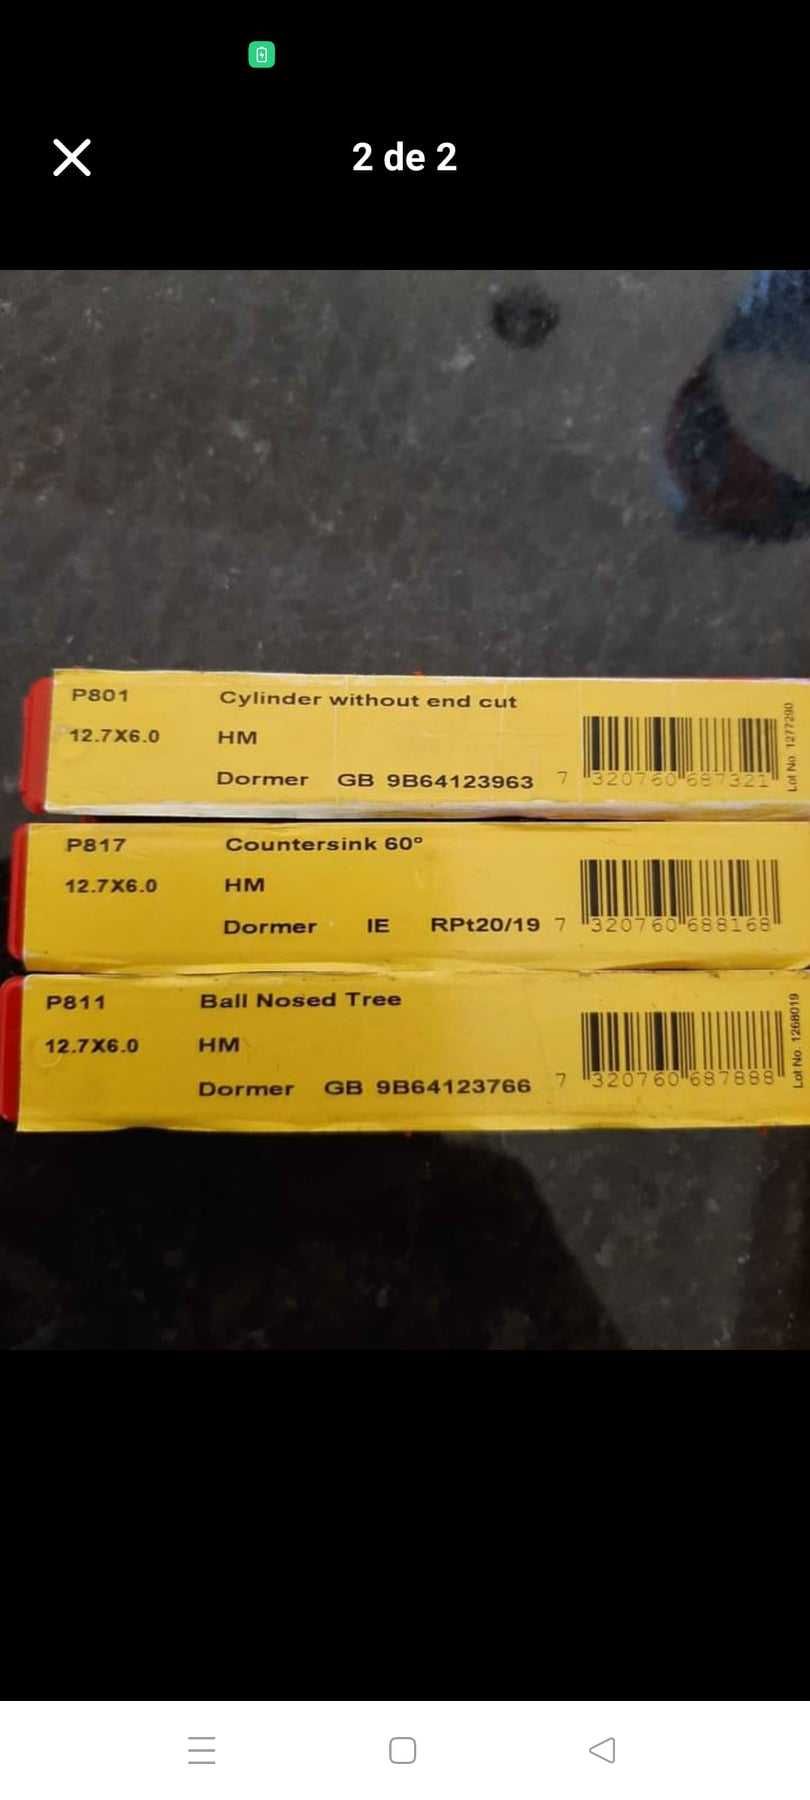 2 de 2
P801 Cylinder without end cut
12.7X6.0 HM
Dormer GB 9B64123963
7 320760 687321
Lot No. 1277290
P817 Countersink 60°
12.7X6.0 HM
Dormer IE RPt20/19
7 320760 688168
P811 Ball Nosed Tree
12.7X6.0 HM
Dormer GB 9B64123766
7 320760 687888
Lot No. 1268019